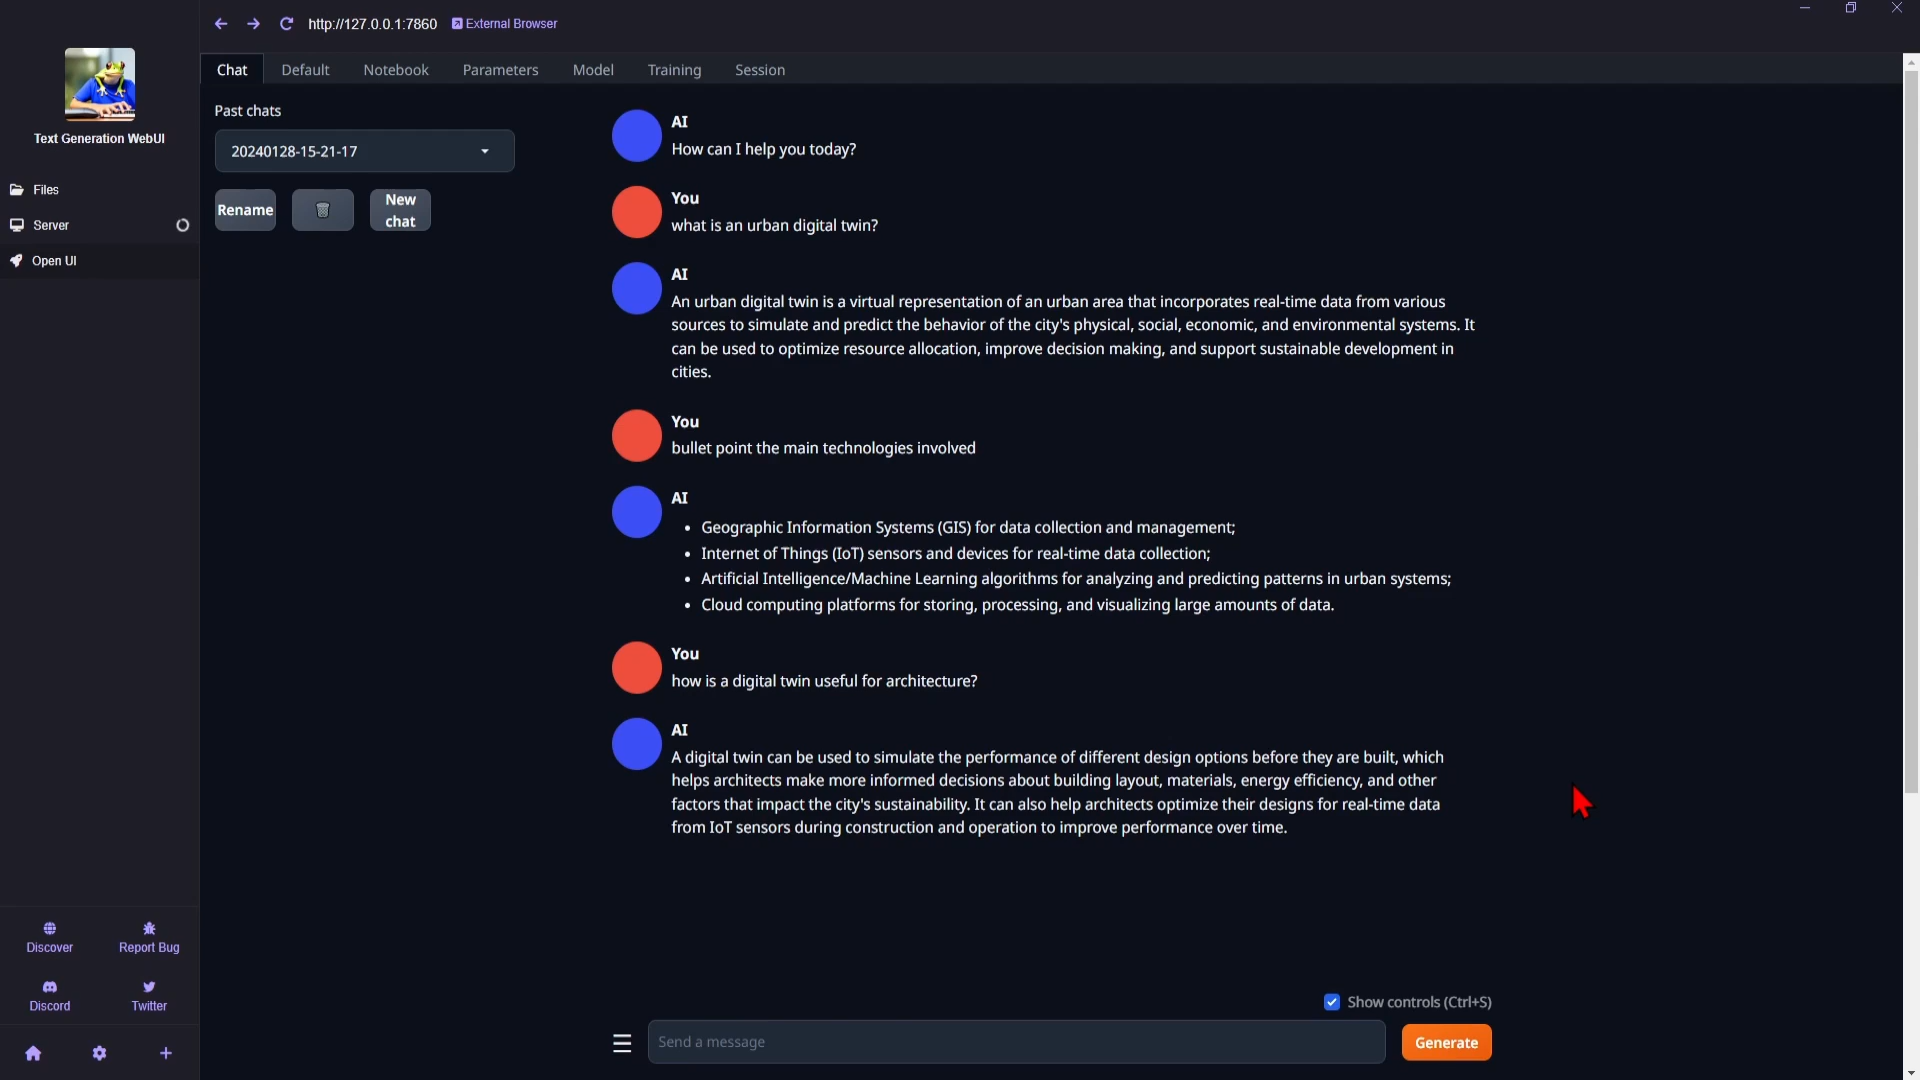 http://127.0.0.1:7860 External Browser
Text Generation WebUI
Files
Server
Open UI
Discover
Report Bug
Discord
Twitter
Chat Default Notebook Parameters Model Training Session
Past chats
20240128-15-21-17
Rename
New
chat
AI
How can I help you today?
You
what is an urban digital twin?
AI
An urban digital twin is a virtual representation of an urban area that incorporates real-time data from various
sources to simulate and predict the behavior of the city's physical, social, economic, and environmental systems. It
can be used to optimize resource allocation, improve decision making, and support sustainable development in
cities.
You
bullet point the main technologies involved
AI
• Geographic Information Systems (GIS) for data collection and management;
• Internet of Things (IoT) sensors and devices for real-time data collection;
• Artificial Intelligence/Machine Learning algorithms for analyzing and predicting patterns in urban systems;
• Cloud computing platforms for storing, processing, and visualizing large amounts of data.
You
how is a digital twin useful for architecture?
AI
A digital twin can be used to simulate the performance of different design options before they are built, which
helps architects make more informed decisions about building layout, materials, energy efficiency, and other
factors that impact the city's sustainability. It can also help architects optimize their designs for real-time data
from IoT sensors during construction and operation to improve performance over time.
Show controls (Ctrl+S)
Send a message
Generate